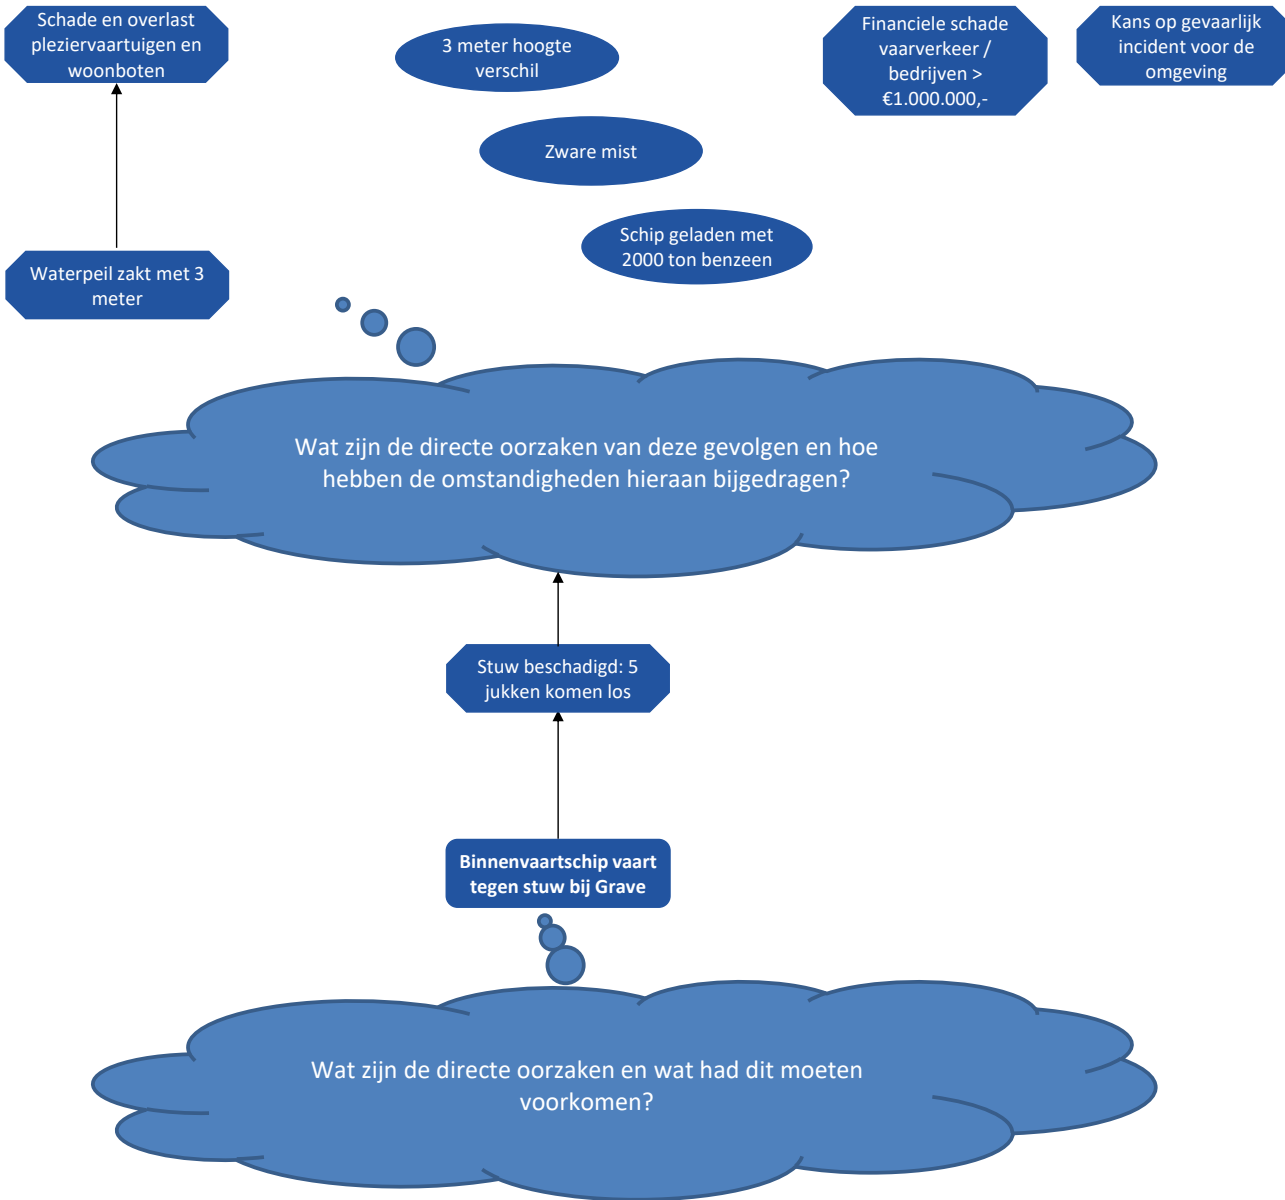 Schade en overlast
pleziervaartuigen en
woonboten
3 meter hoogte
verschil
Financiele schade
vaarverkeer /
bedrijven >
€1.000.000,-
Kans op gevaarlijk
incident voor de
omgeving
Zware mist
Schip geladen met
2000 ton benzeen
Waterpeil zakt met 3
meter
Wat zijn de directe oorzaken van deze gevolgen en hoe
hebben de omstandigheden hieraan bijgedragen?
Stuw beschadigd: 5
jukken komen los
Binnenvaartschip vaart
tegen stuw bij Grave
Wat zijn de directe oorzaken en wat had dit moeten
voorkomen?